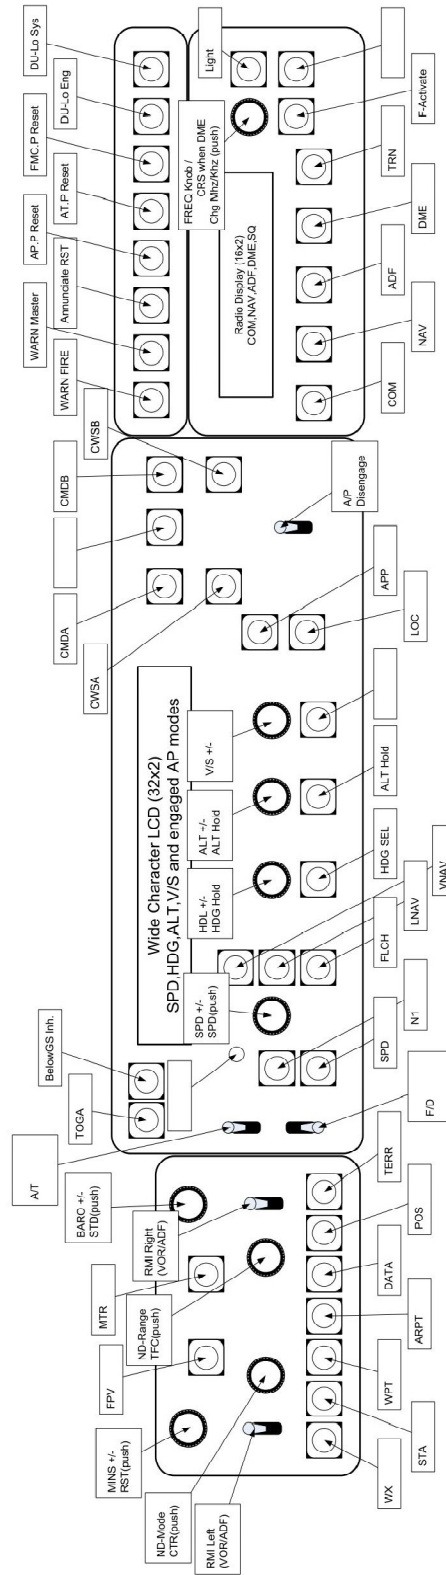 DU-Lo Sys
DU-Lo Eng
FMC.P Reset
AT.P Reset
AP.P Reset
Annunciate RST
WARN Master
WARN FIRE
Light
F-Activate
FREQ Knob /
CRS when DME
Chg Mhz/Khz (push)
Radio Display (16x2)
COM,NAV,ADF,DME,SQ
TRN
DME
ADF
NAV
COM
CWSB
CMDB
CMDA
CWSA
A/P
Disengage
APP
LOC
Wide Character LCD (32x2)
SPD,HDG,ALT,V/S and engaged AP modes
V/S +/-
ALT +/-
ALT Hold
HDL +/-
HDG Hold
SPD +/-
SPD(push)
ALT Hold
HDG SEL
VNAV
LNAV
FLCH
N1
SPD
BelowGS Inh.
TOGA
A/T
F/D
BARO +/-
STD(push)
RMI Right
(VOR/ADF)
MTR
ND-Range
TFC(push)
FPV
MINS +/-
RST(push)
ND-Mode
CTR(push)
RMI Left
(VOR/ADF)
TERR
POS
DATA
ARPT
WPT
STA
WX